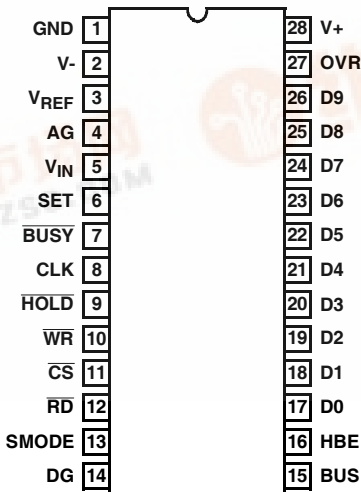 GND 1 28 V+
V- 2 27 OVR
VREF 3 26 D9
AG 4 25 D8
VIN 5 24 D7
SET 6 23 D6
BUSY 7 22 D5
CLK 8 21 D4
HOLD 9 20 D3
WR 10 19 D2
CS 11 18 D1
RD 12 17 D0
SMODE 13 16 HBE
DG 14 15 BUS